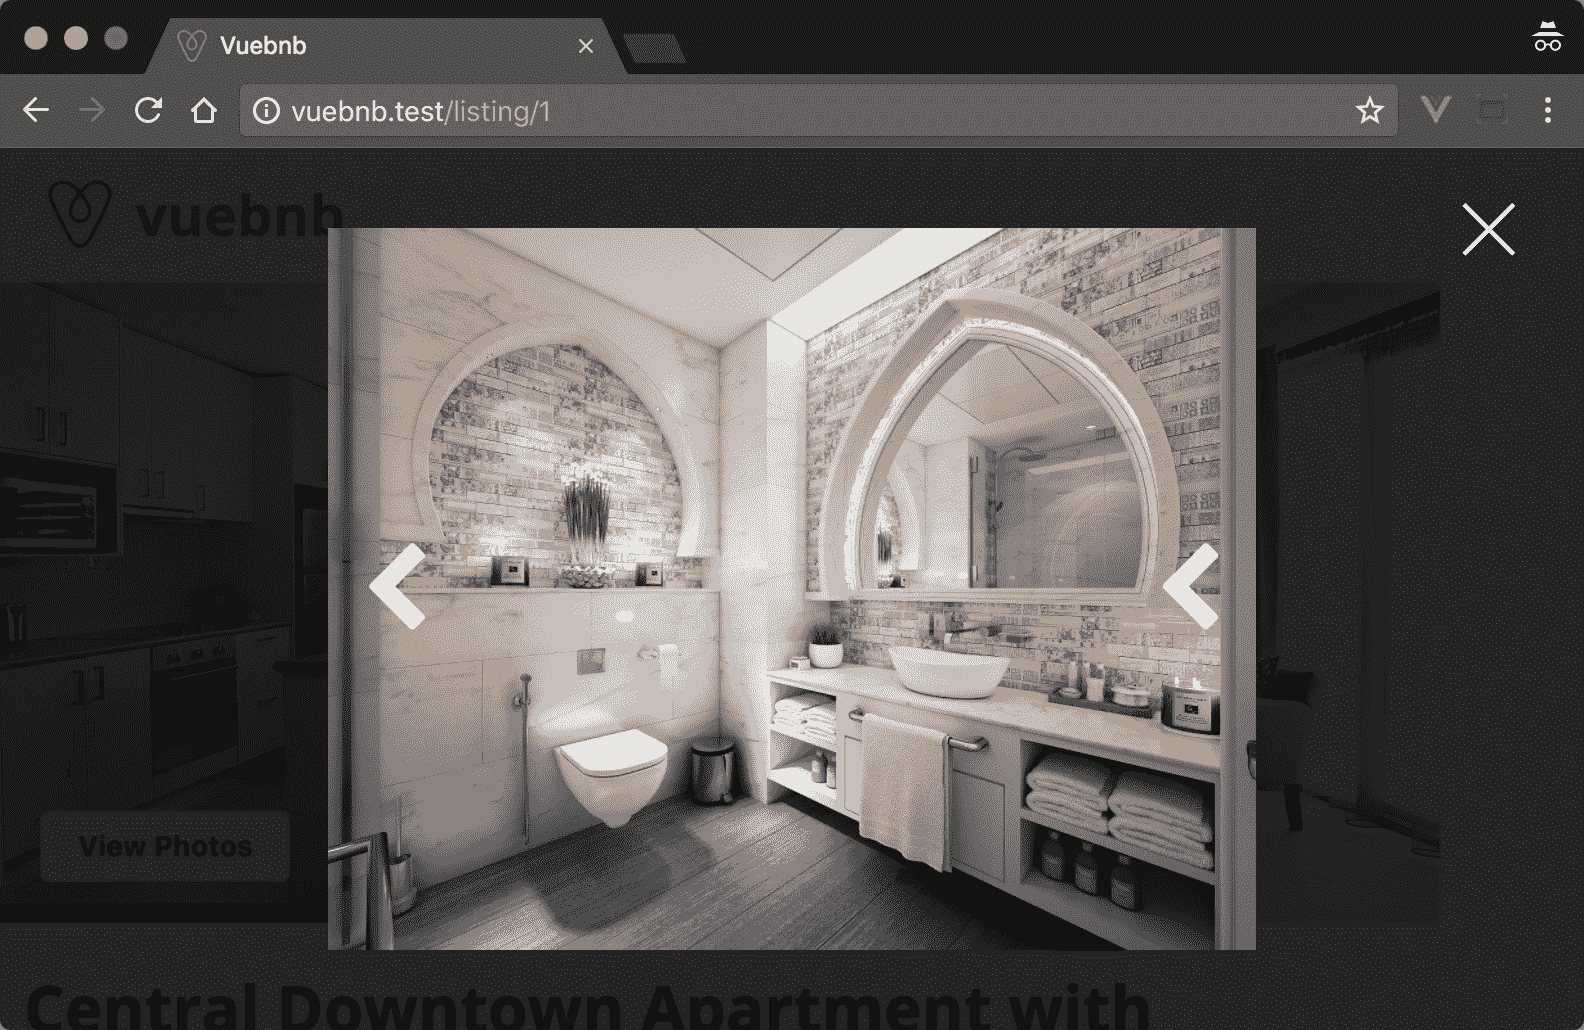 Vuebnb
vuebnb.test/listing/1
vuebnb
View Photos
Central Downtown Apartment with